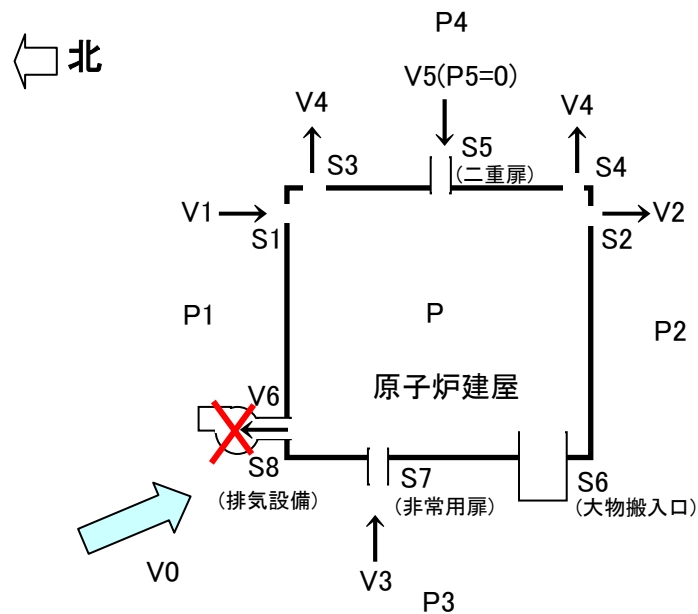 P4
北
V5(P5=0)
V4
V4
S3
S5
(二重扉)
S4
V1
S1
V2
S2
P1
P
P2
原子炉建屋
V6
S8
(排気設備)
S7
(非常用扉)
S6
(大物搬入口)
V0
V3
P3